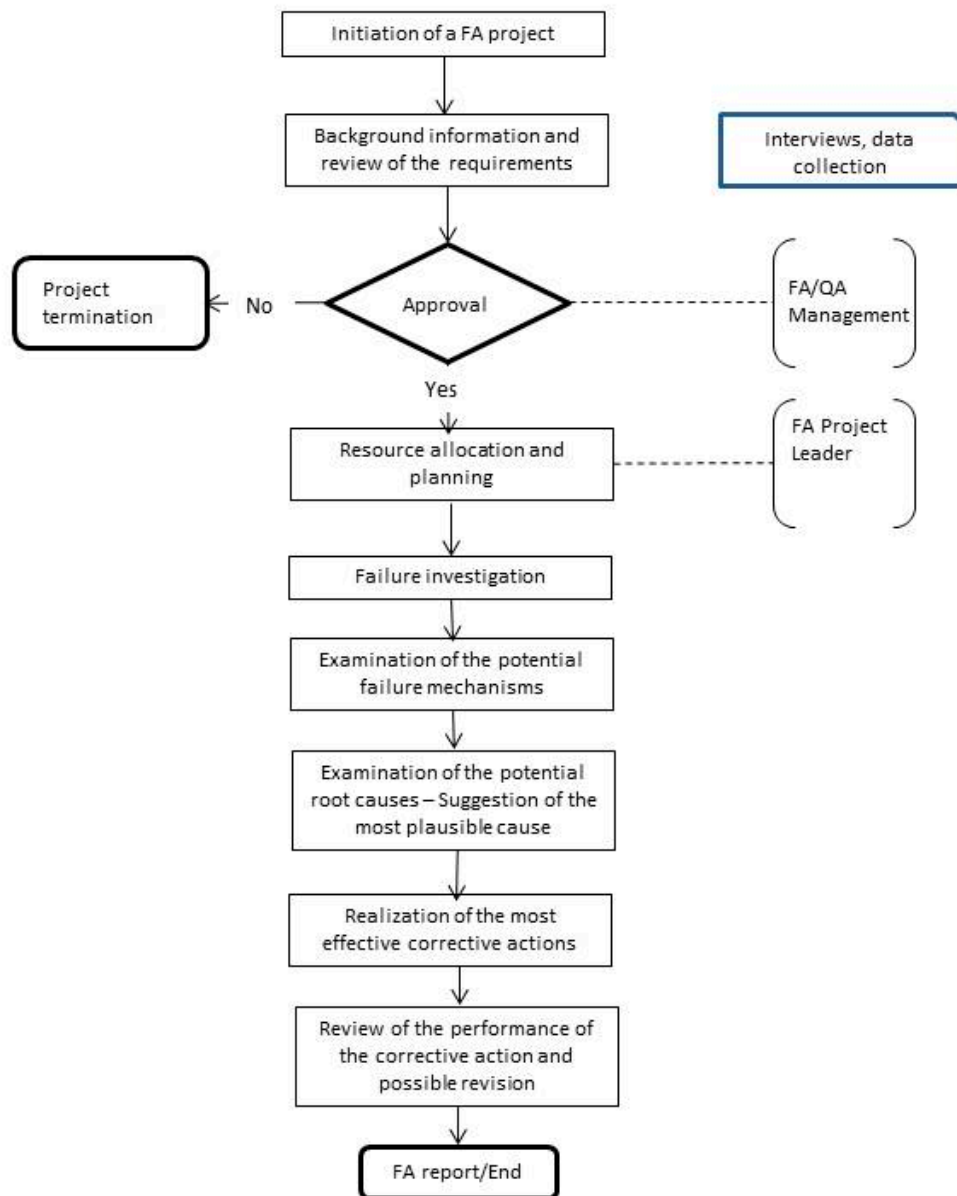 Initiation of a FA project
Background information and
review of the requirements
Interviews, data
collection
Approval
FA/QA
Management
No
Project
termination
Yes
Resource allocation and
planning
FA Project
Leader
Failure investigation
Examination of the potential
failure mechanisms
Examination of the potential
root causes – Suggestion of the
most plausible cause
Realization of the most
effective corrective actions
Review of the performance of
the corrective action and
possible revision
FA report/End